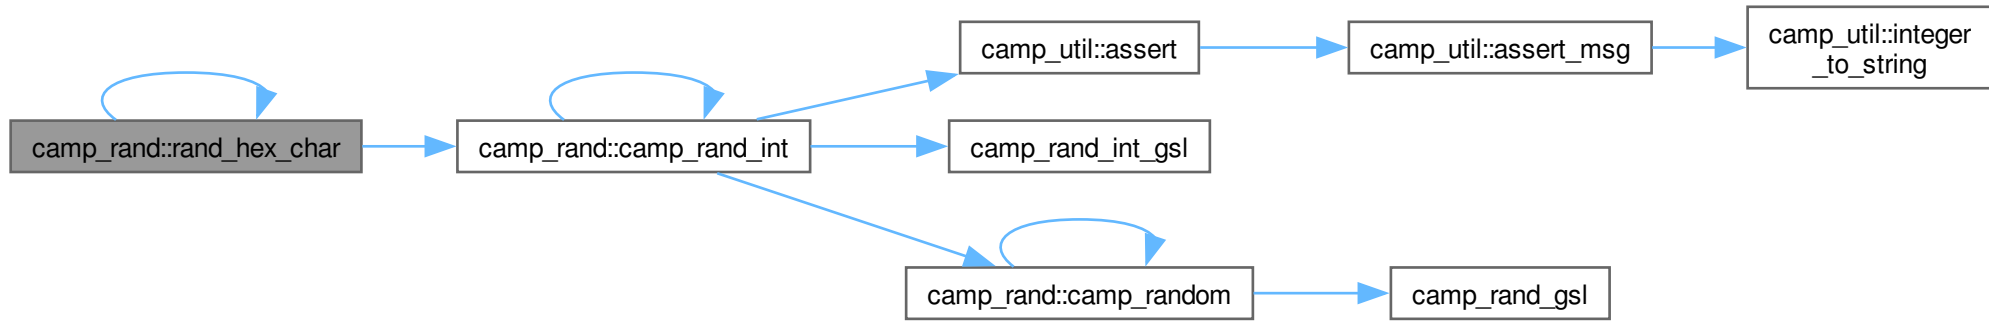 camp_rand::rand_hex_char
camp_rand::camp_rand_int
camp_util::assert
camp_util::assert_msg
camp_util::integer
_to_string
camp_rand_int_gsl
camp_rand::camp_random
camp_rand_gsl